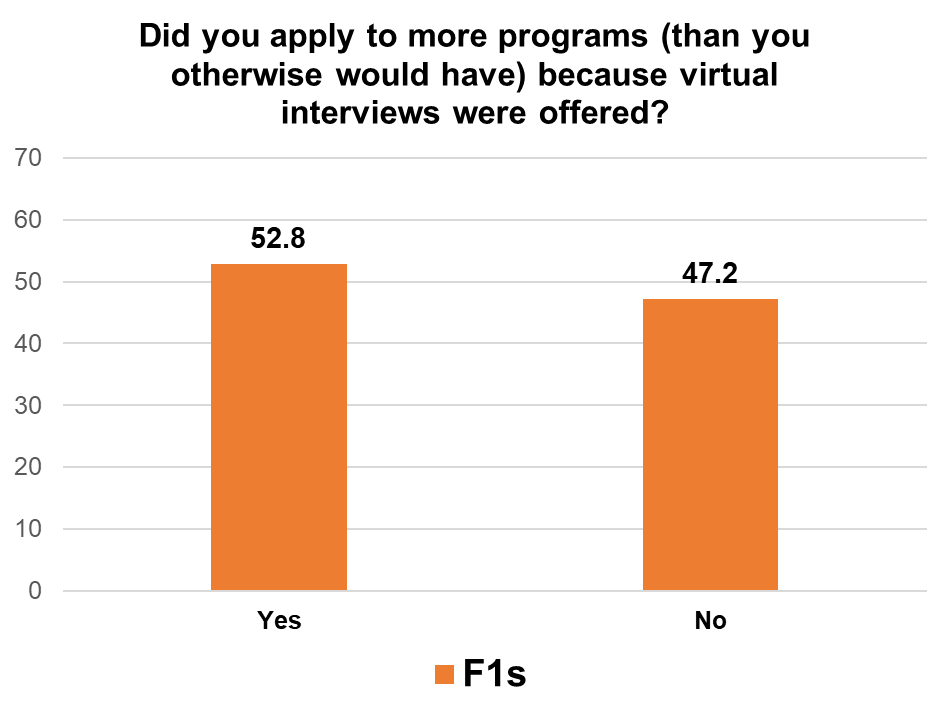 Did you apply to more programs (than you
otherwise would have) because virtual
interviews were offered?
70
60
50
40
30
20
10
0
52.8
47.2
Yes
No
F1s